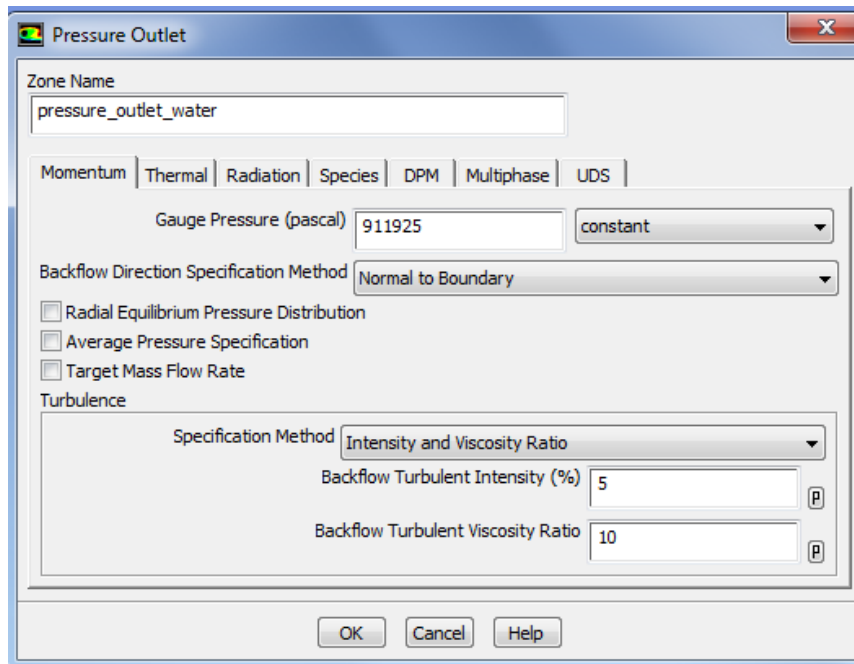 Pressure Outlet
X
Zone Name
pressure_outlet_water
Momentum Thermal Radiation Species DPM Multiphase UDS
Gauge Pressure (pascal) 911925 constant
Backflow Direction Specification Method Normal to Boundary
Radial Equilibrium Pressure Distribution
Average Pressure Specification
Target Mass Flow Rate
Turbulence
Specification Method Intensity and Viscosity Ratio
Backflow Turbulent Intensity (%) 5 P
Backflow Turbulent Viscosity Ratio 10 P
OK Cancel Help